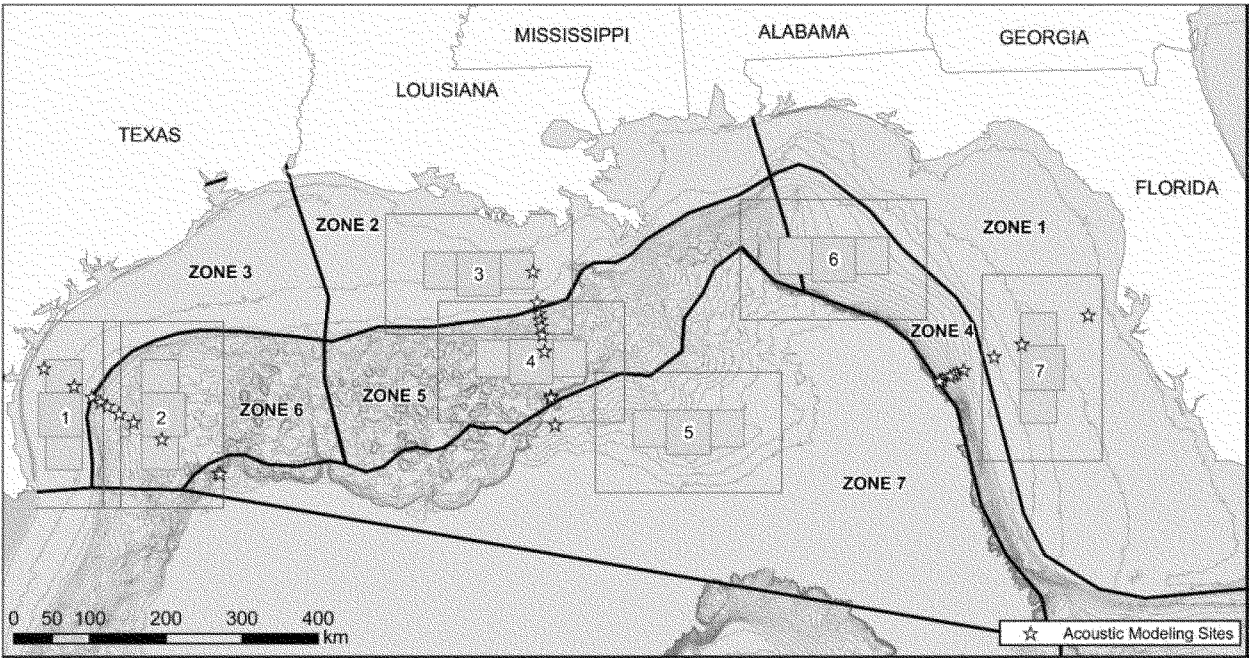 MISSISSIPPI
ALABAMA
GEORGIA
LOUISIANA
TEXAS
FLORIDA
ZONE 2
ZONE 1
ZONE 3
6
3
ZONE 4
4
7
ZONE 5
ZONE 6
1
2
5
ZONE 7
0 50 100 200 300 400
km
Acoustic Modeling Sites